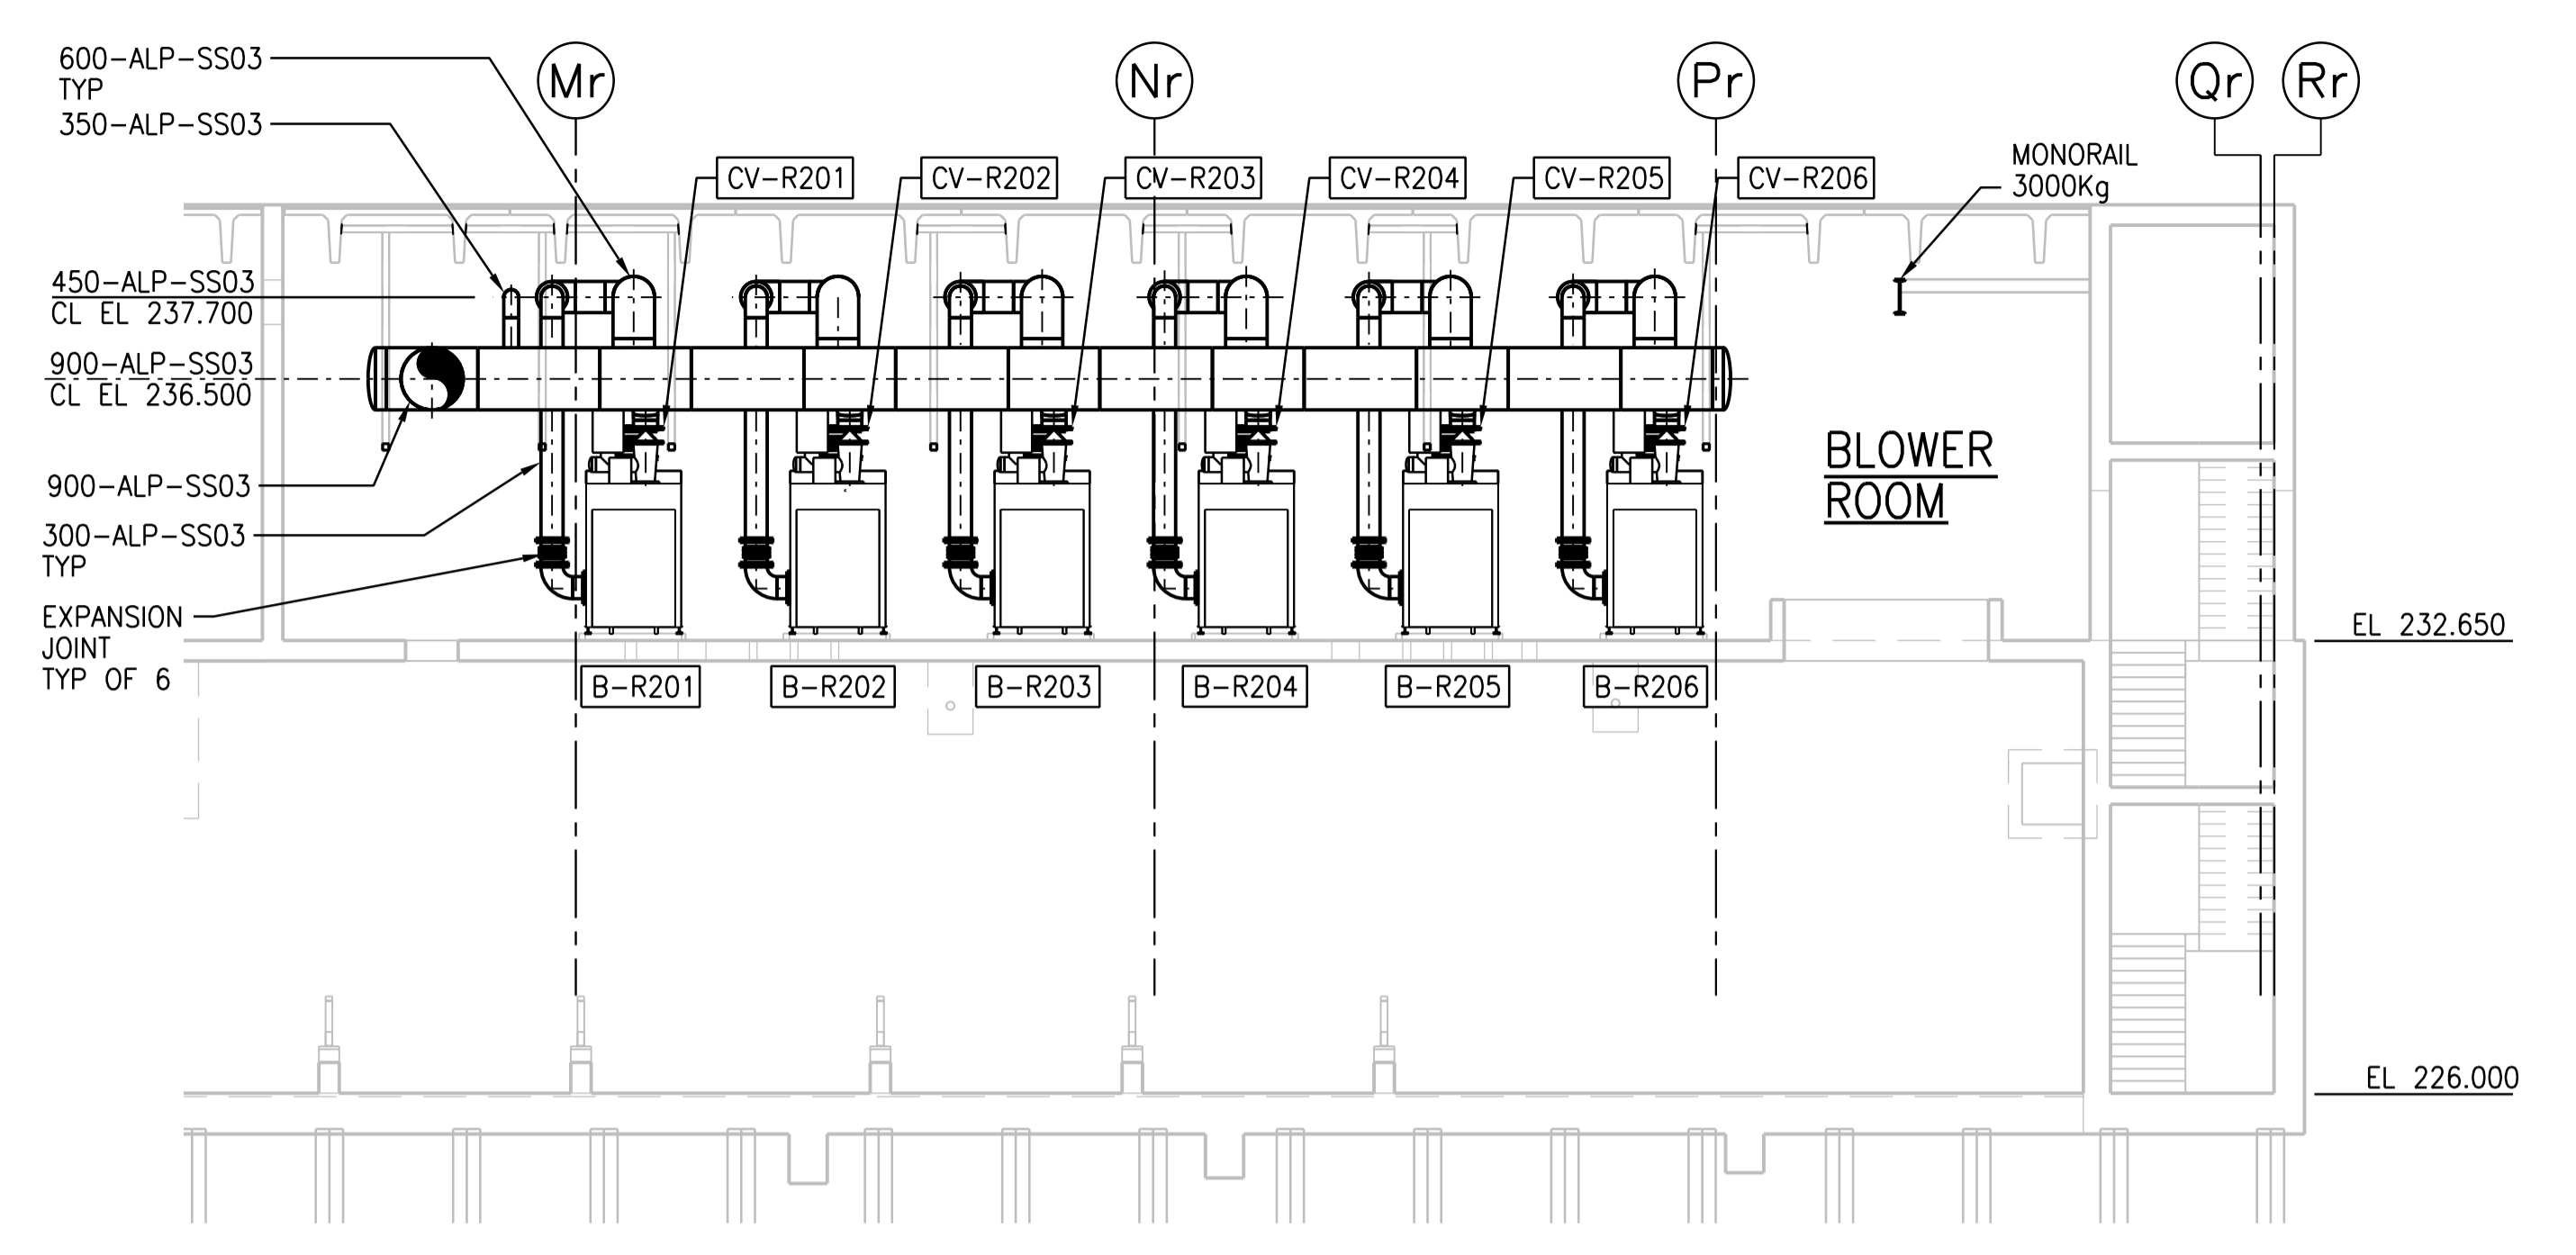 600-ALP-SS03
TYP
350-ALP-SS03
Mr
Nr
Pr
Qr
Rr
CV-R201
CV-R202
CV-R203
CV-R204
CV-R205
CV-R206
MONORAIL
3000Kg
450-ALP-SS03
CL EL 237.700
900-ALP-SS03
CL EL 236.500
900-ALP-SS03
300-ALP-SS03
TYP
EXPANSION
JOINT
TYP OF 6
BLOWER
ROOM
EL 232.650
B-R201
B-R202
B-R203
B-R204
B-R205
B-R206
EL 226.000